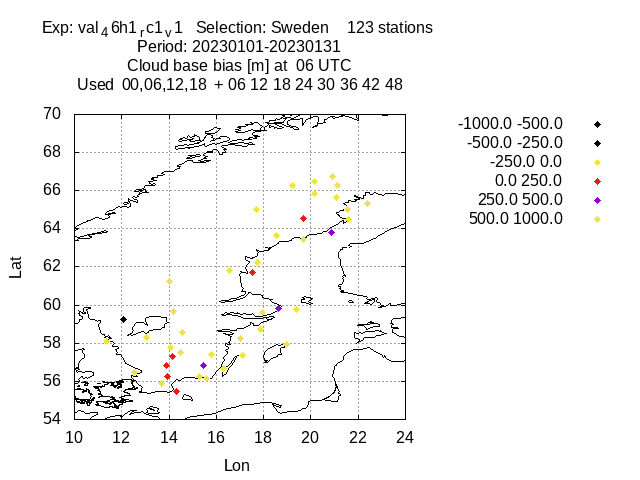 Exp: val₄6h1ᵣc1ᵥ1 Selection: Sweden 123 stations
Period: 20230101-20230131
Cloud base bias [m] at 06 UTC
Used 00,06,12,18 + 06 12 18 24 30 36 42 48
-1000.0 -500.0
-500.0 -250.0
-250.0 0.0
0.0 250.0
250.0 500.0
500.0 1000.0
70
68
66
64
62
60
58
56
54
Lat
10 12 14 16 18 20 22 24
Lon